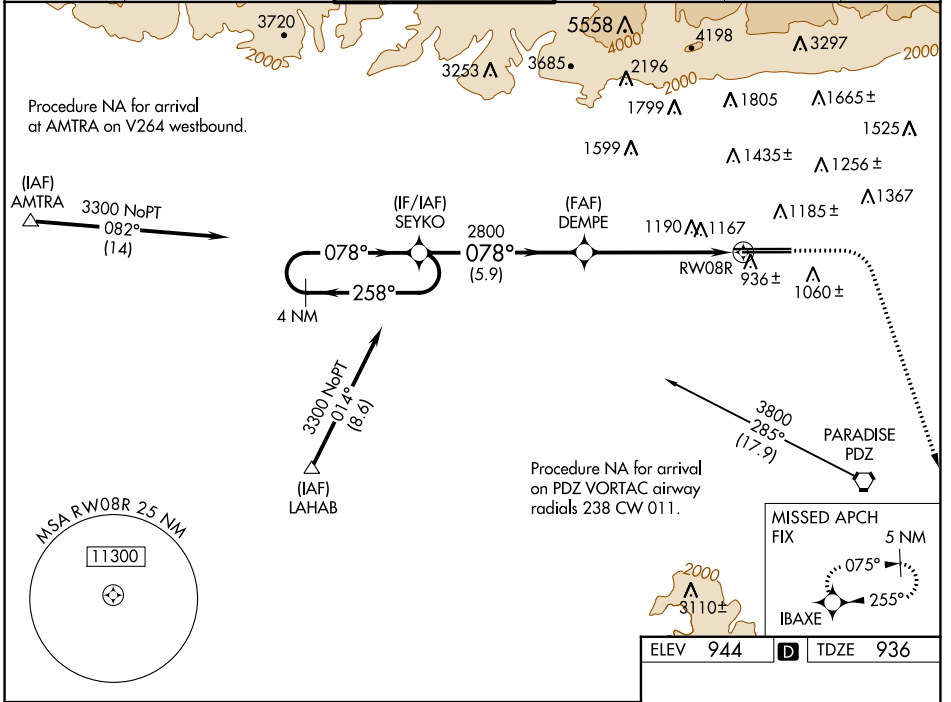 3720
2000
5558
4000
4198
3297
2000
3253
3685
2196
2000
1799
1805
1665±
1525
Procedure NA for arrival
at AMTRA on V264 westbound.
1599
1435±
1256±
1367
(IAF)
AMTRA
3300 NoPT
082°
(14)
(IF/IAF)
SEYKO
2800
078°
(5.9)
(FAF)
DEMPE
1190
1167
1185±
RW08R
936±
1060±
078°
258°
4 NM
3300 NoPT
014°
(8.6)
(IAF)
LAHAB
3800
285°
(17.9)
PARADISE
PDZ
Procedure NA for arrival
on PDZ VORTAC airway
radials 238 CW 011.
MSA RW08R 25 NM
11300
MISSED APCH
FIX
5 NM
075°
255°
IBAXE
2000
3110±
ELEV 944
D
TDZE 936